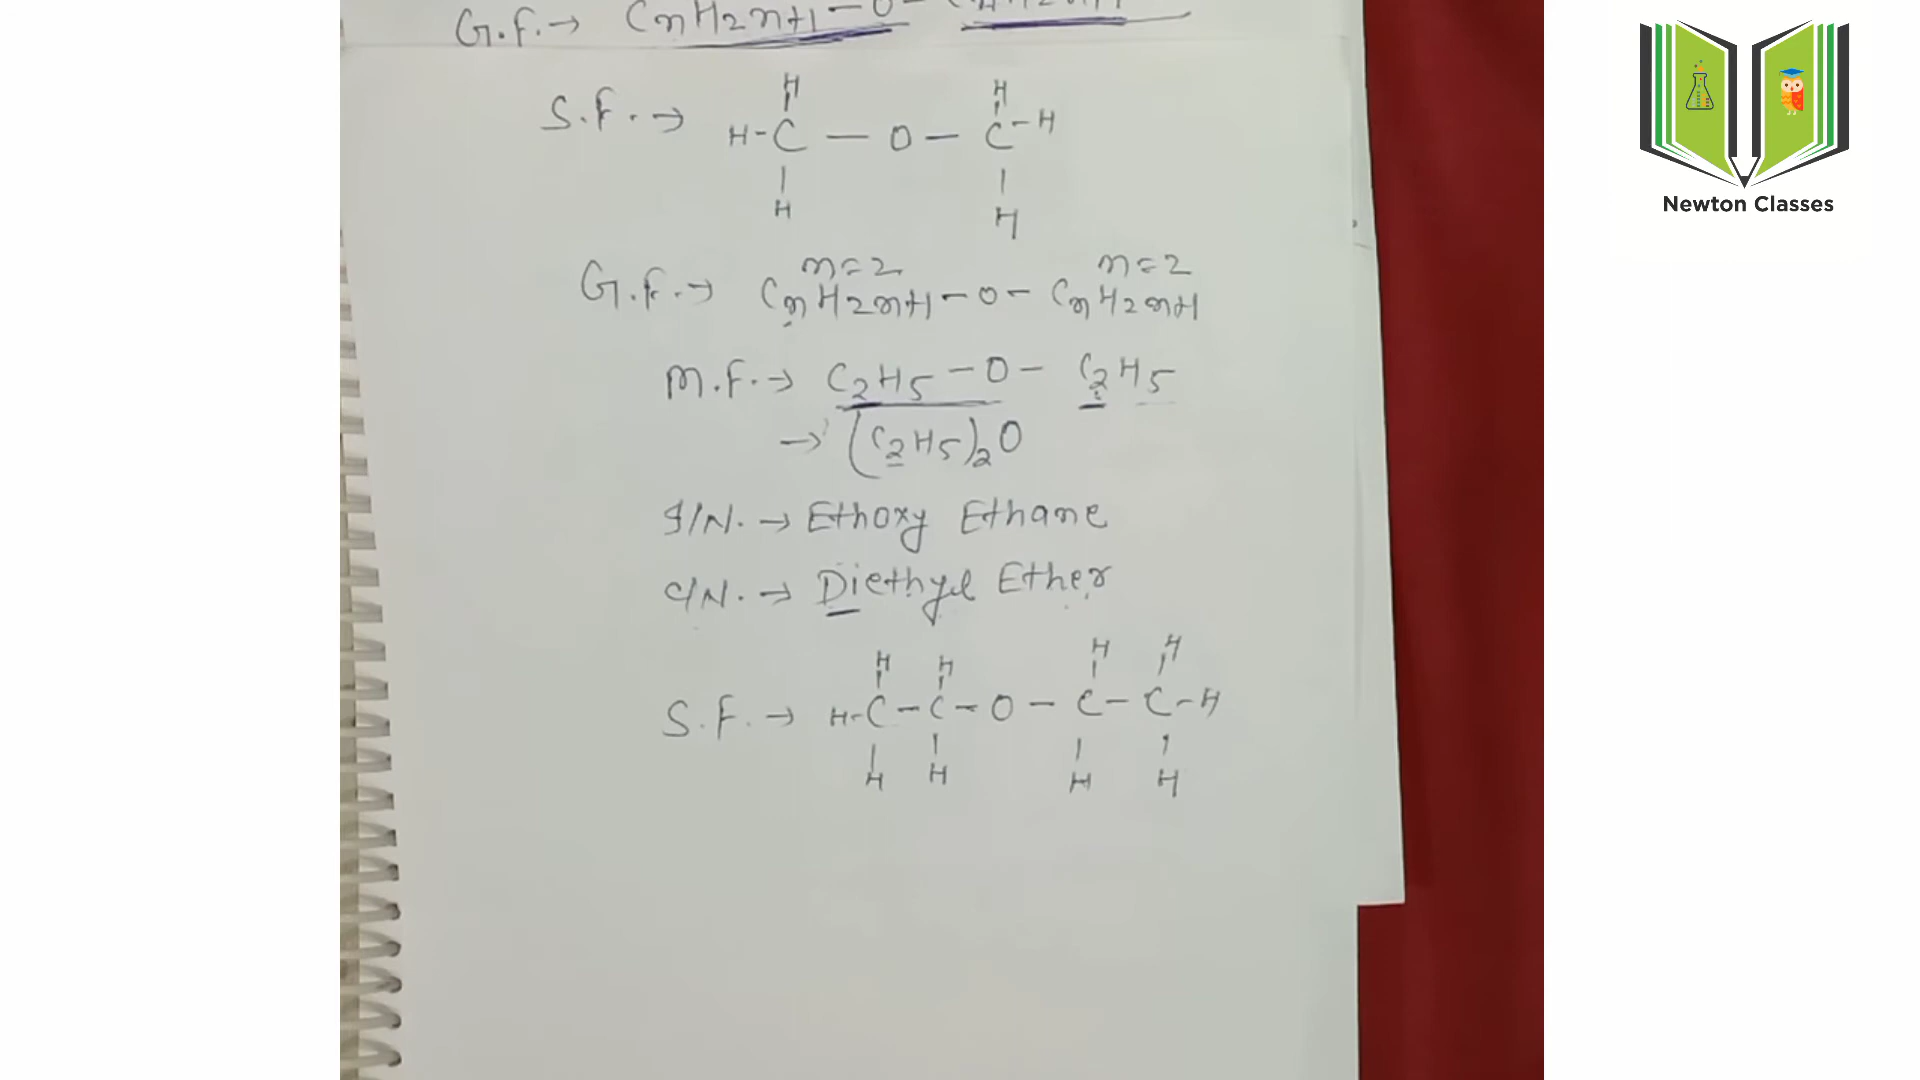 G.F.→ CnH2n+1 - O -
S.F. →
H H
H - C — O — C - H
H H
n=2 n=2
G.F. → CnH2n+1 - O - CnH2n+1
M.F. → C2H5 - O - C2H5
→ (C2H5)2O
I/N. → Ethoxy Ethane
C/N. → Diethyl Ether
H H H H
S.F. → H-C-C-O-C-C-H
H H H H
Newton Classes